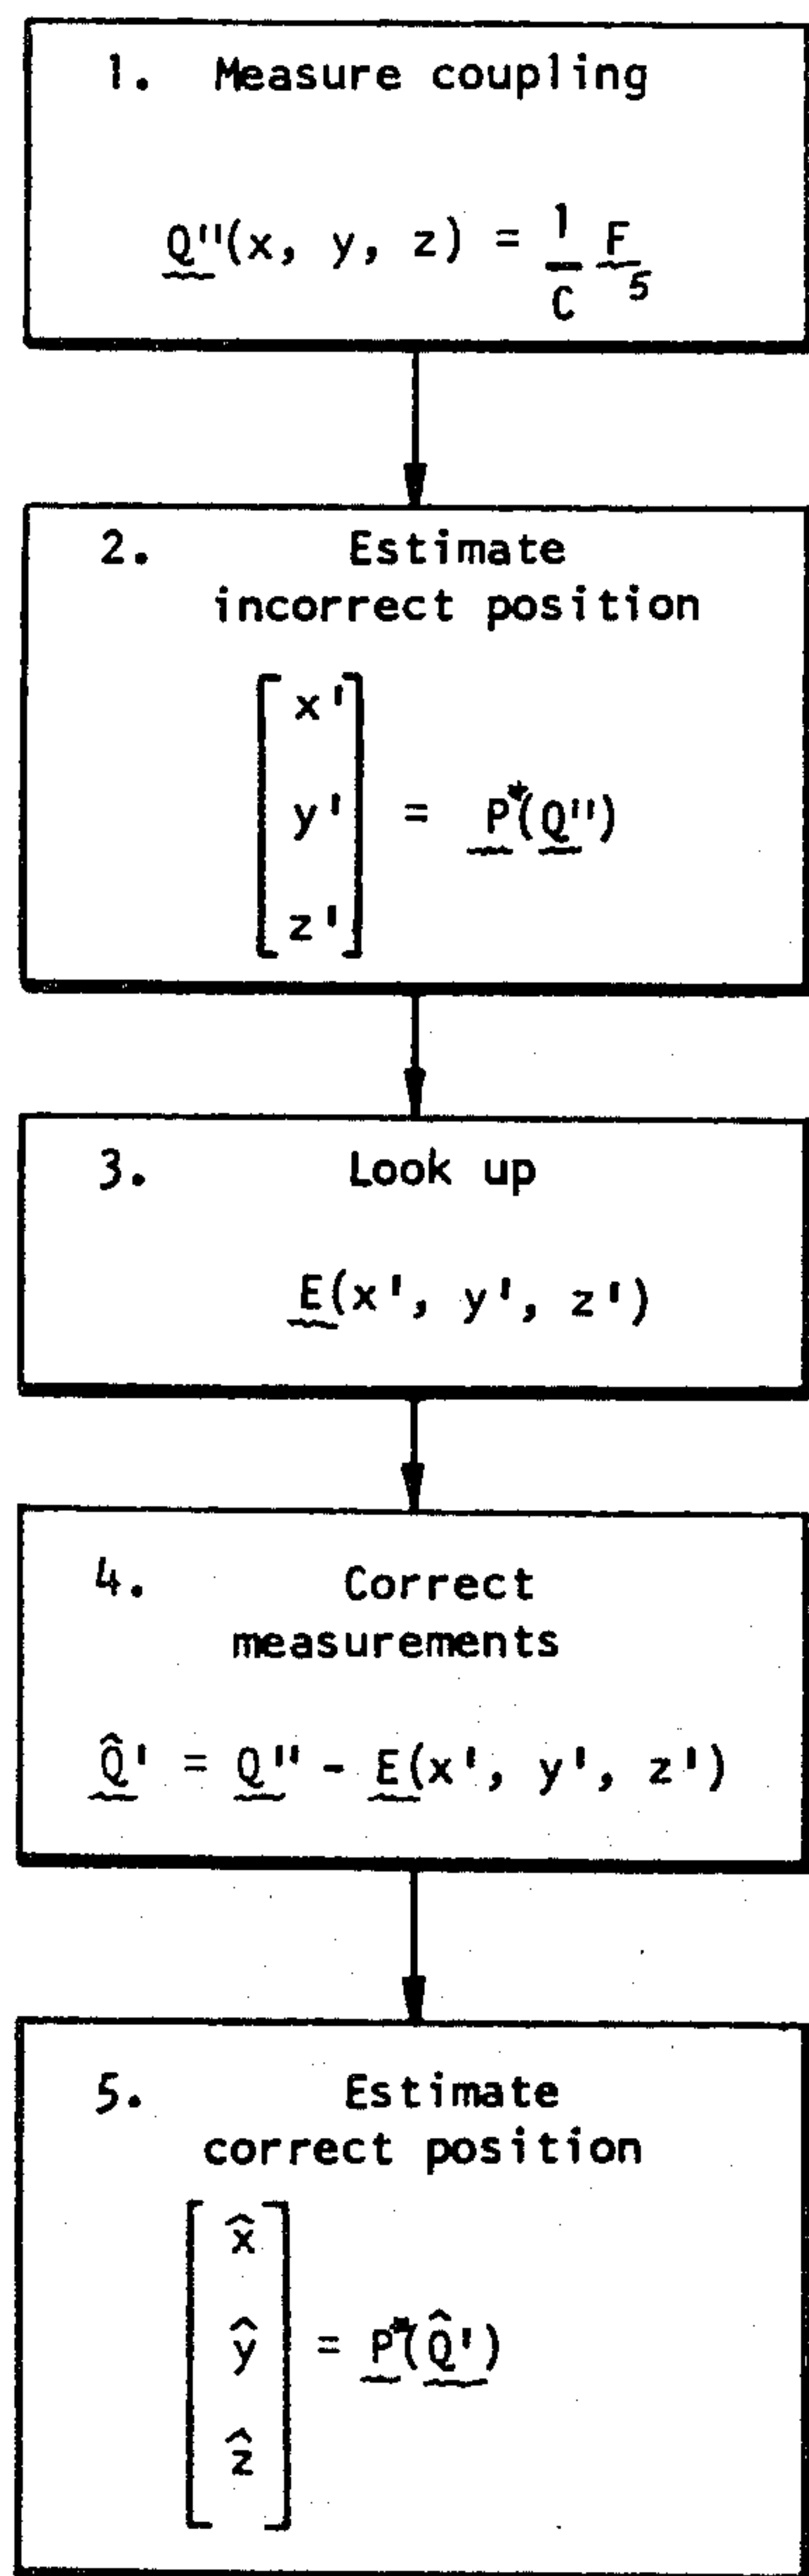 1. Measure coupling
Q''(x, y, z) = 1/C F5
2. Estimate
incorrect position
x'
y' = P*(Q'')
z'
3. Look up
E(x', y', z')
4. Correct
measurements
Q̂' = Q'' - E(x', y', z')
5. Estimate
correct position
x̂
ŷ = P*(Q̂')
ẑ